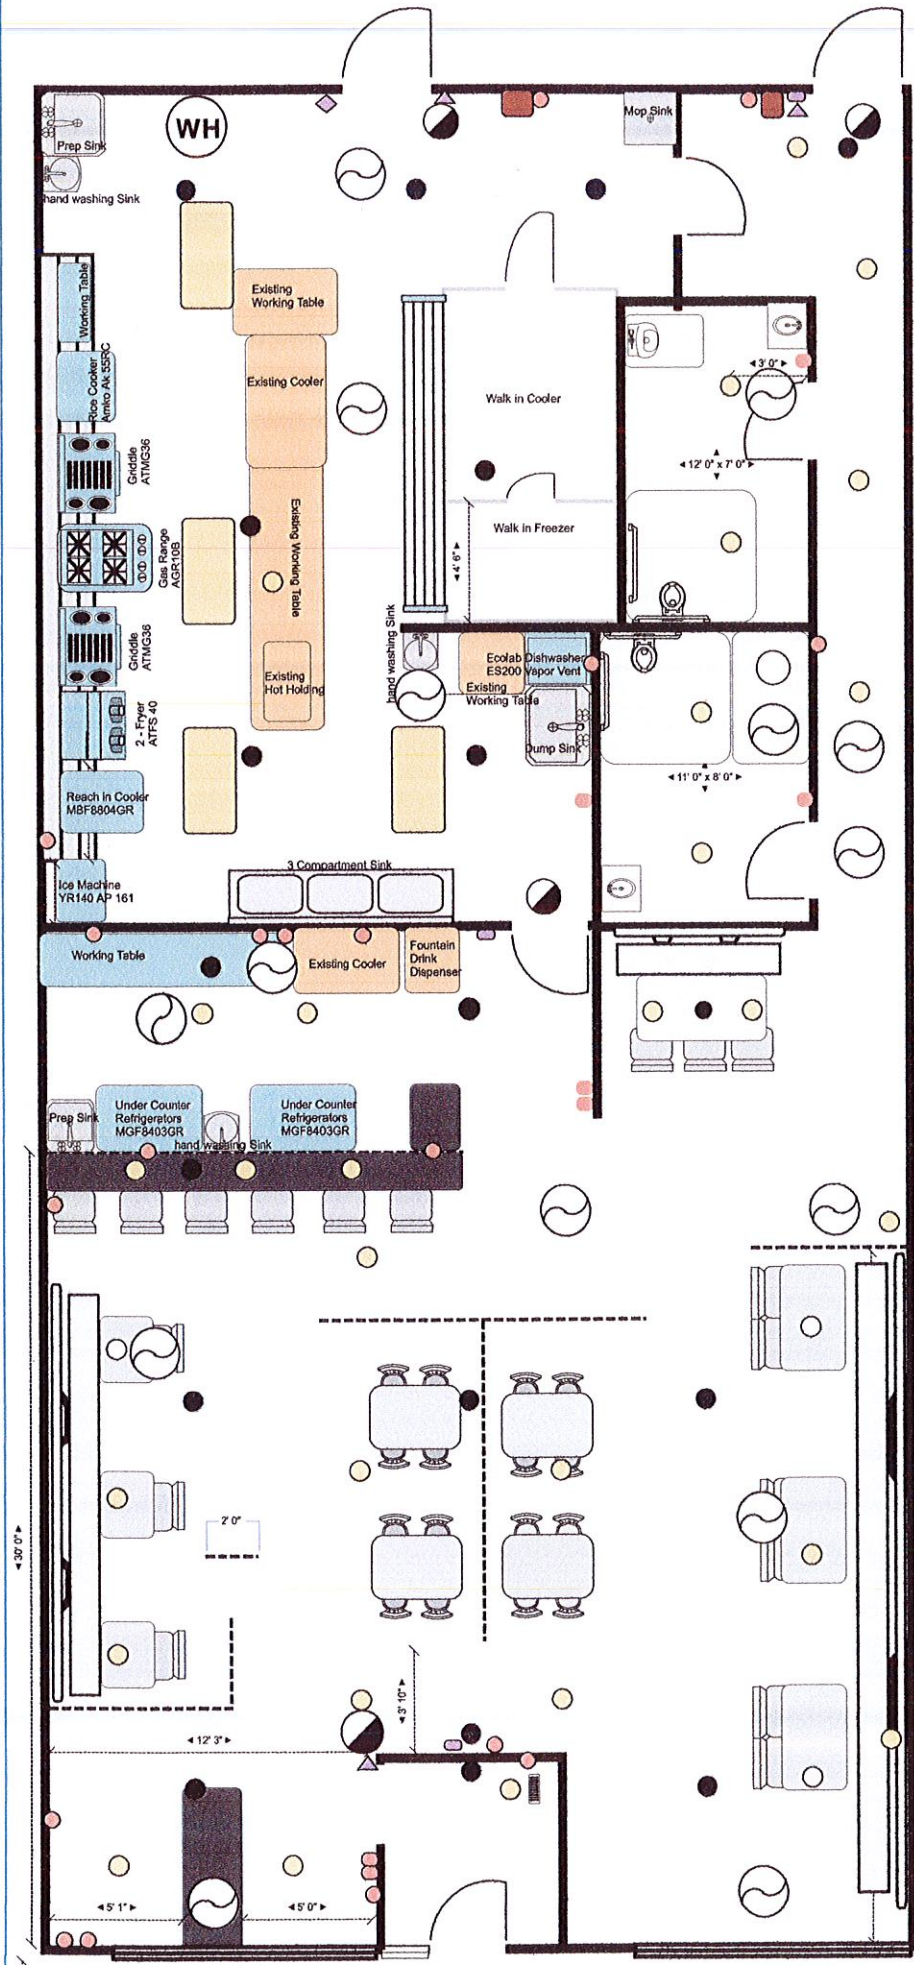 WH
Mop Sink
Prep Sink
hand washing Sink
Existing
Working Table
Working Table
Rice Cooker
Amko Ak 55RC
Existing Cooler
Walk in Cooler
3' 0"
Griddle
ATMG36
12' 0" x 7' 0"
Existing Working Table
Walk in Freezer
Gas Range
AGR10B
4' 6"
Griddle
ATMG36
hand washing Sink
Ecolab Dishwasher
ES200 Vapor Vent
Existing
Hot Holding
Existing
Working Table
2 - Fryer
ATFS 40
Dump Sink
11' 0" x 8' 0"
Reach In Cooler
MBF8804GR
3 Compartment Sink
Ice Machine
YR140 AP 161
Working Table
Existing Cooler
Fountain
Drink
Dispenser
Prep Sink
Under Counter
Refrigerators
MGF8403GR
Under Counter
Refrigerators
MGF8403GR
hand washing Sink
2' 0"
30' 0"
3' 10"
12' 3"
5' 1"
5' 0"